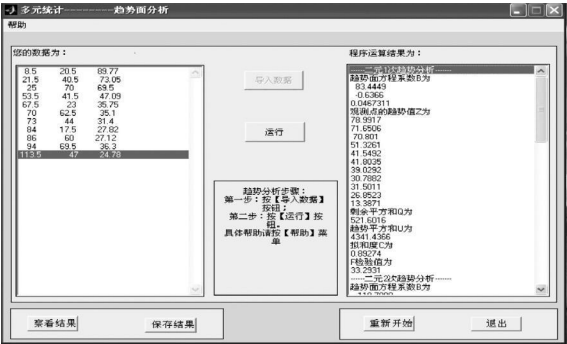 多元统计-----------趋势面分析
帮助
您的数据为：
8.5 20.5 89.77
21.5 40.5 73.05
25 70 69.5
53.5 41.5 47.09
67.5 23 35.75
70 62.5 35.1
73 44 31.4
84 17.5 27.82
86 60 27.12
94 69.5 36.3
113.5 47 24.78
导入数据
运行
趋势分析步骤：
第一步：按【导入数据】
按钮；
第二步：按【运行】按
钮。
具体帮助请按【帮助】菜
单
程序运算结果为：
-----二元1次趋势分析------
趋势面方程系数B为
83.4449
-0.6366
0.0467311
观测点的趋势值Z为
78.9917
71.6506
70.801
51.3261
41.5492
41.8035
39.0292
30.7882
31.5011
26.8523
13.3871
剩余平方和Q为
521.6016
趋势平方和U为
4341.4366
拟和度C为
0.89274
F检验值为
33.2931
-----二元2次趋势分析------
趋势面方程系数B为
察看结果
保存结果
重新开始
退出